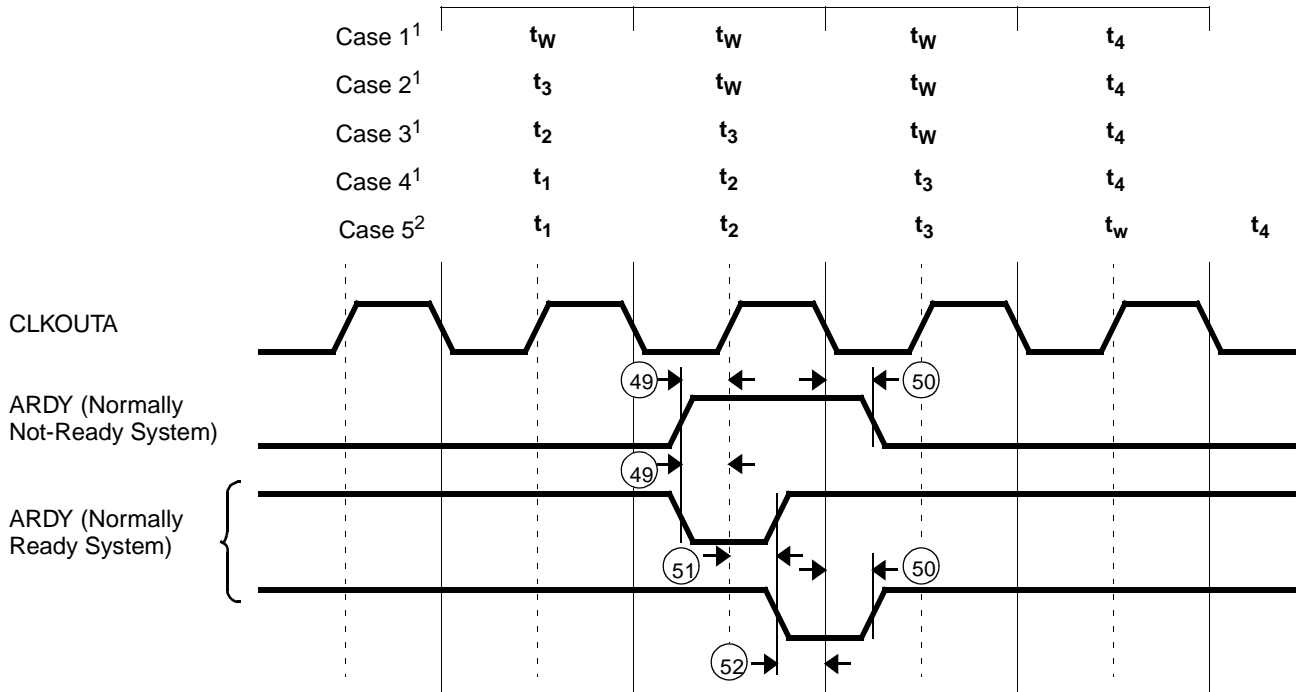 Case 1¹ tW tW tW t4
Case 2¹ t3 tW tW t4
Case 3¹ t2 t3 tW t4
Case 4¹ t1 t2 t3 t4
Case 5² t1 t2 t3 tw t4
CLKOUTA
49 50
ARDY (Normally
Not-Ready System)
49
ARDY (Normally
Ready System)
51 50
52